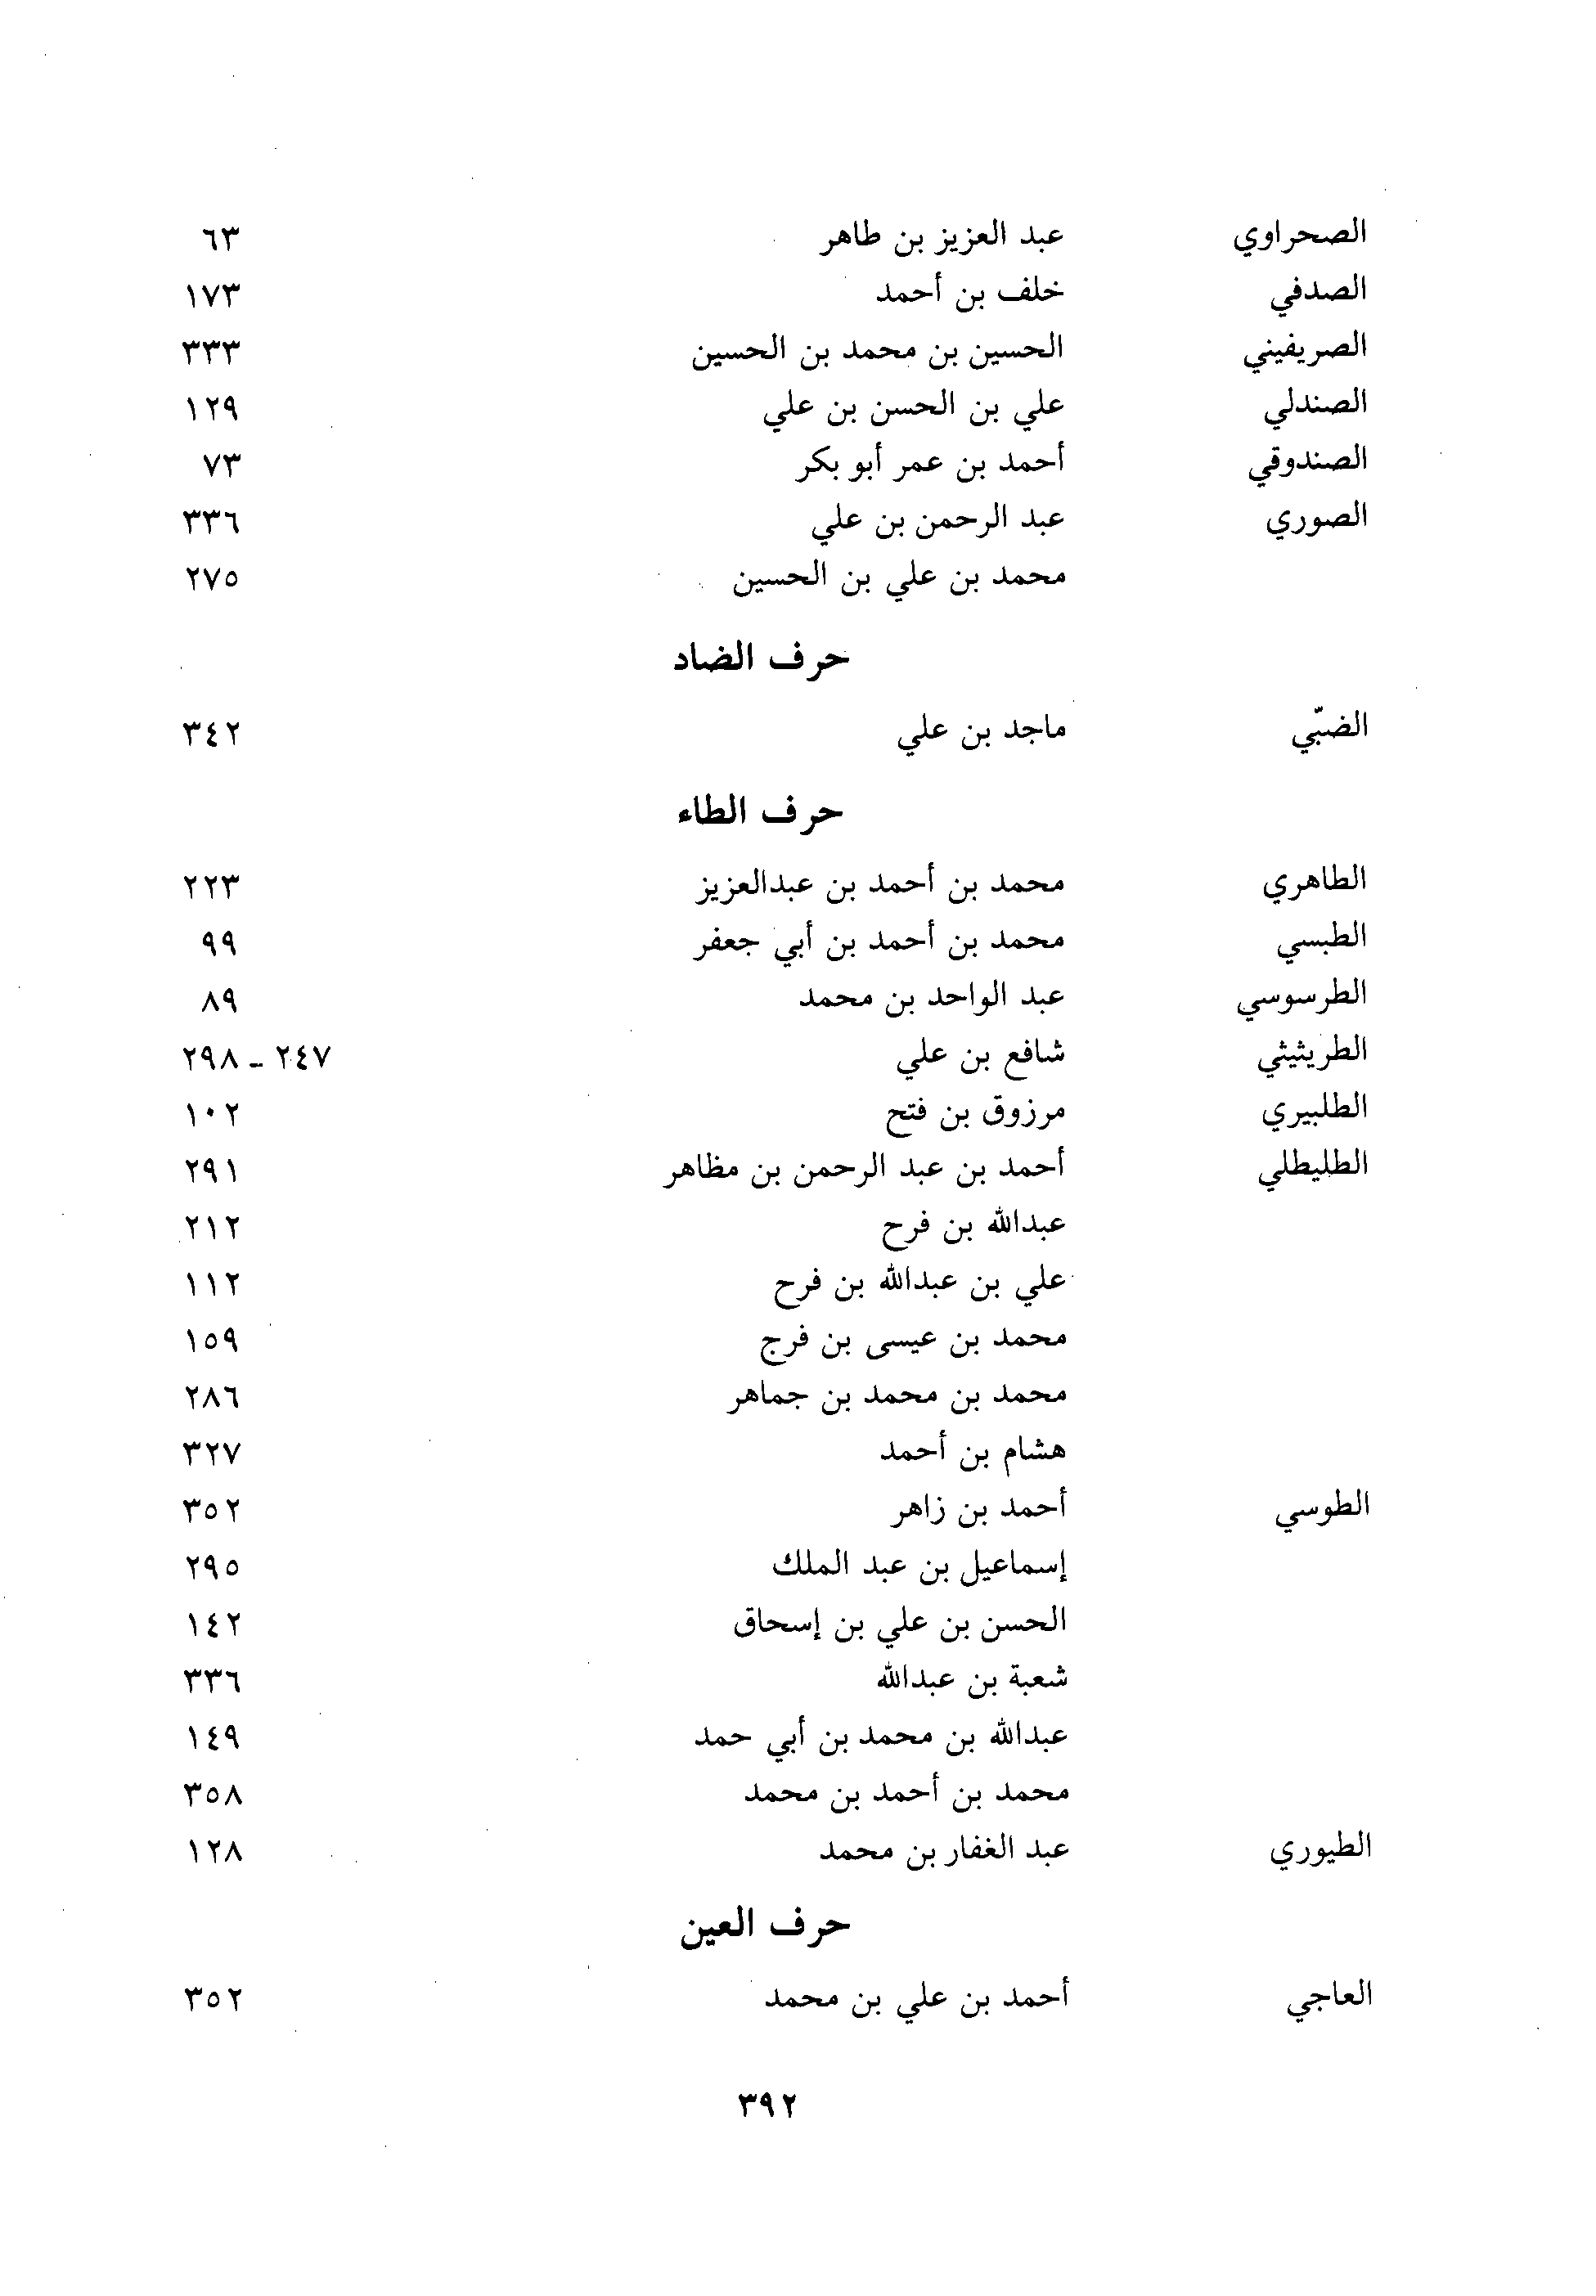 الصحراوي عبد العزيز بن طاهر ٦٣
الصدفي خلف بن أحمد ١٧٣
الصريفيني الحسين بن محمد بن الحسين ٣٣٣
الصندلي علي بن الحسن بن علي ١٢٩
الصندوقي أحمد بن عمر أبو بكر ٧٣
الصوري عبد الرحمن بن علي ٣٣٦
محمد بن علي بن الحسين ٢٧٥
حرف الضاد
الضبّي ماجد بن علي ٣٤٢
حرف الطاء
الطاهري محمد بن أحمد بن عبدالعزيز ٢٢٣
الطبسي محمد بن أحمد بن أبي جعفر ٩٩
الطرسوسي عبد الواحد بن محمد ٨٩
الطريثيثي شافع بن علي ٢٤٧ - ٢٩٨
الطلبيري مرزوق بن فتح ١٠٢
الطليطلي أحمد بن عبد الرحمن بن مظاهر ٢٩١
عبدالله بن فرح ٢١٢
علي بن عبدالله بن فرح ١١٢
محمد بن عيسى بن فرج ١٥٩
محمد بن محمد بن جماهر ٢٨٦
هشام بن أحمد ٣٢٧
الطوسي أحمد بن زاهر ٣٥٢
إسماعيل بن عبد الملك ٢٩٥
الحسن بن علي بن إسحاق ١٤٢
شعبة بن عبدالله ٣٣٦
عبدالله بن محمد بن أبي حمد ١٤٩
محمد بن أحمد بن محمد ٣٥٨
الطيوري عبد الغفار بن محمد ١٢٨
حرف العين
العاجي أحمد بن علي بن محمد ٣٥٢
٣٩٢